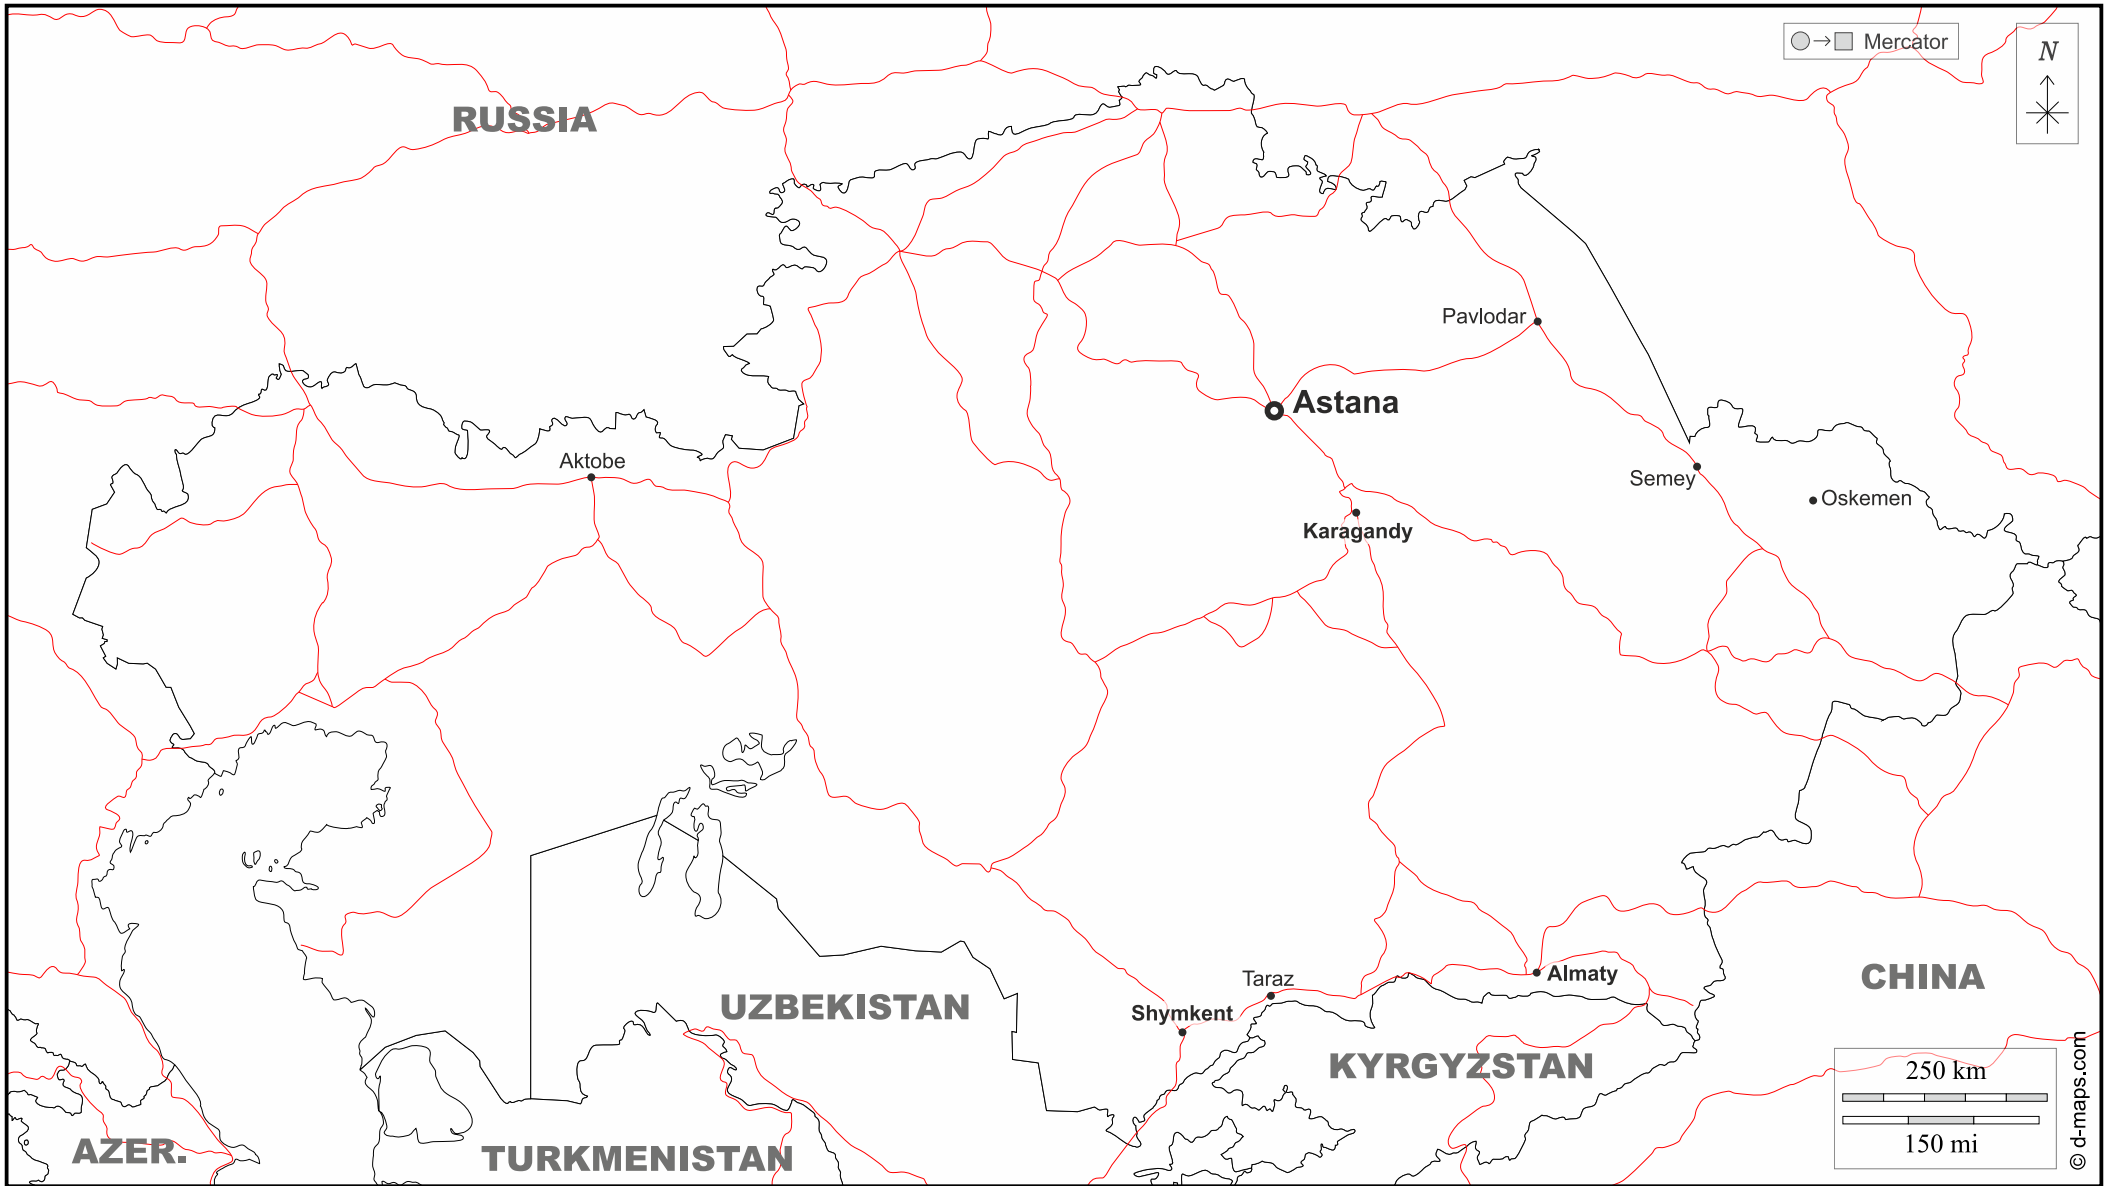 Mercator
N
RUSSIA
Pavlodar
Astana
Aktobe
Semey
Oskemen
Karagandy
Almaty
CHINA
Taraz
UZBEKISTAN
Shymkent
KYRGYZSTAN
250 km
150 mi
AZER.
TURKMENISTAN
© d-maps.com